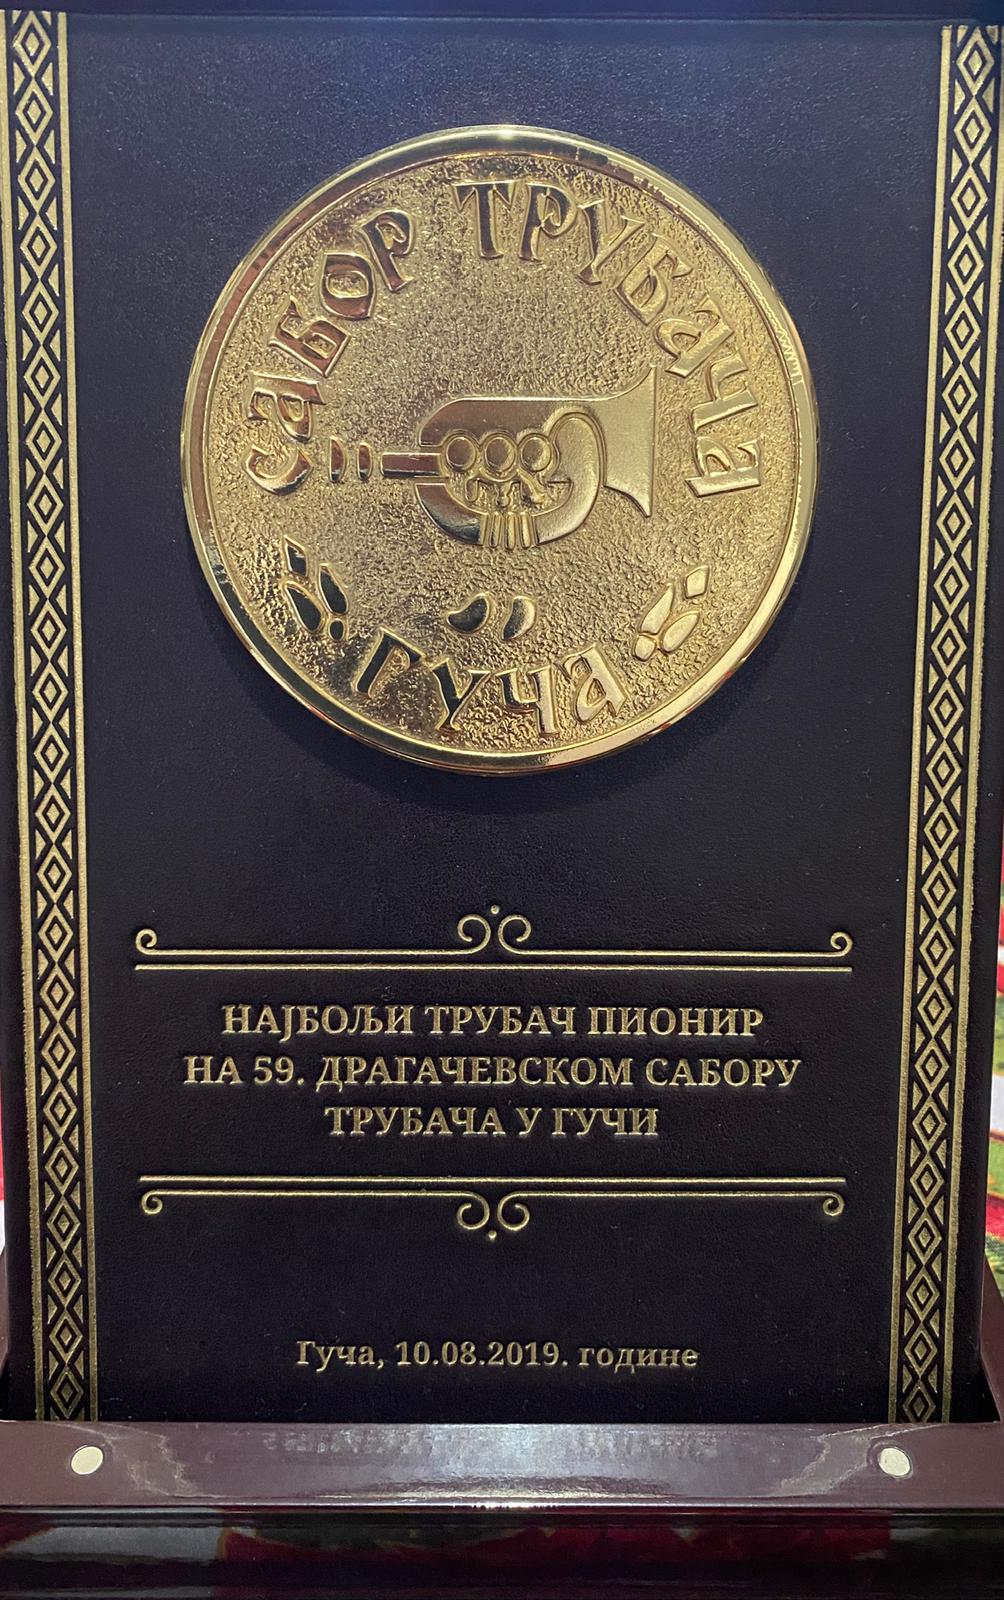 САБОР ТРУБАЧА
ГУЧА
НАЈБОЉИ ТРУБАЧ ПИОНИР
НА 59. ДРАГАЧЕВСКОМ САБОРУ
ТРУБАЧА У ГУЧИ
Гуча, 10.08.2019. године